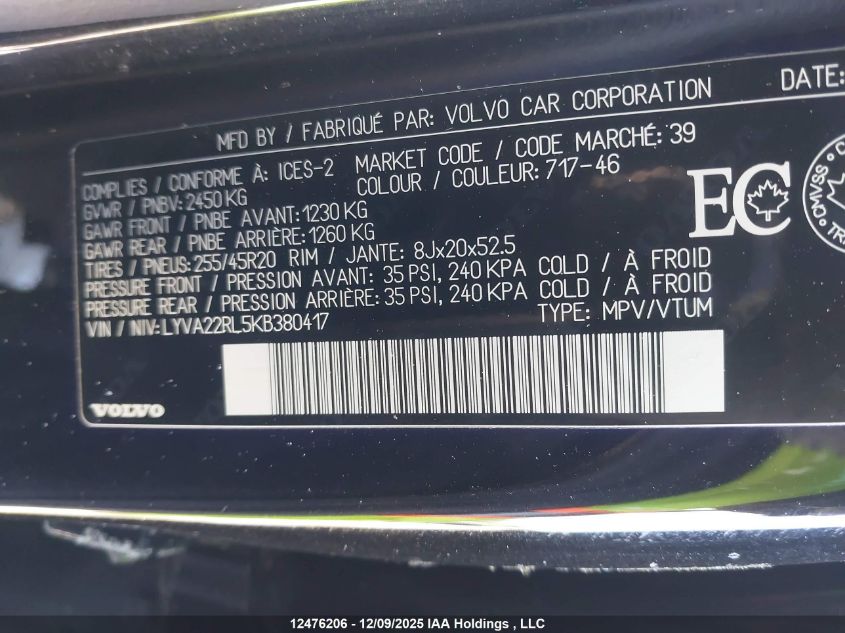 MFD BY / FABRIQUÉ PAR: VOLVO CAR CORPORATION DATE:
COMPLIES / CONFORME À: ICES-2 MARKET CODE / CODE MARCHÉ: 39
GVWR / PNBV: 2450 KG COLOUR / COULEUR: 717-46
GAWR FRONT / PNBE AVANT: 1230 KG
GAWR REAR / PNBE ARRIÈRE: 1260 KG
TIRES / PNEUS: 255/45R20 RIM / JANTE: 8Jx20x52.5
PRESSURE FRONT / PRESSION AVANT: 35 PSI, 240 KPA COLD / À FROID
PRESSURE REAR / PRESSION ARRIÈRE: 35 PSI, 240 KPA COLD / À FROID
VIN / NIV: LYVA22RL5KB380417 TYPE: MPV/VTUM
EC
VOLVO
12476206 - 12/09/2025 IAA Holdings , LLC